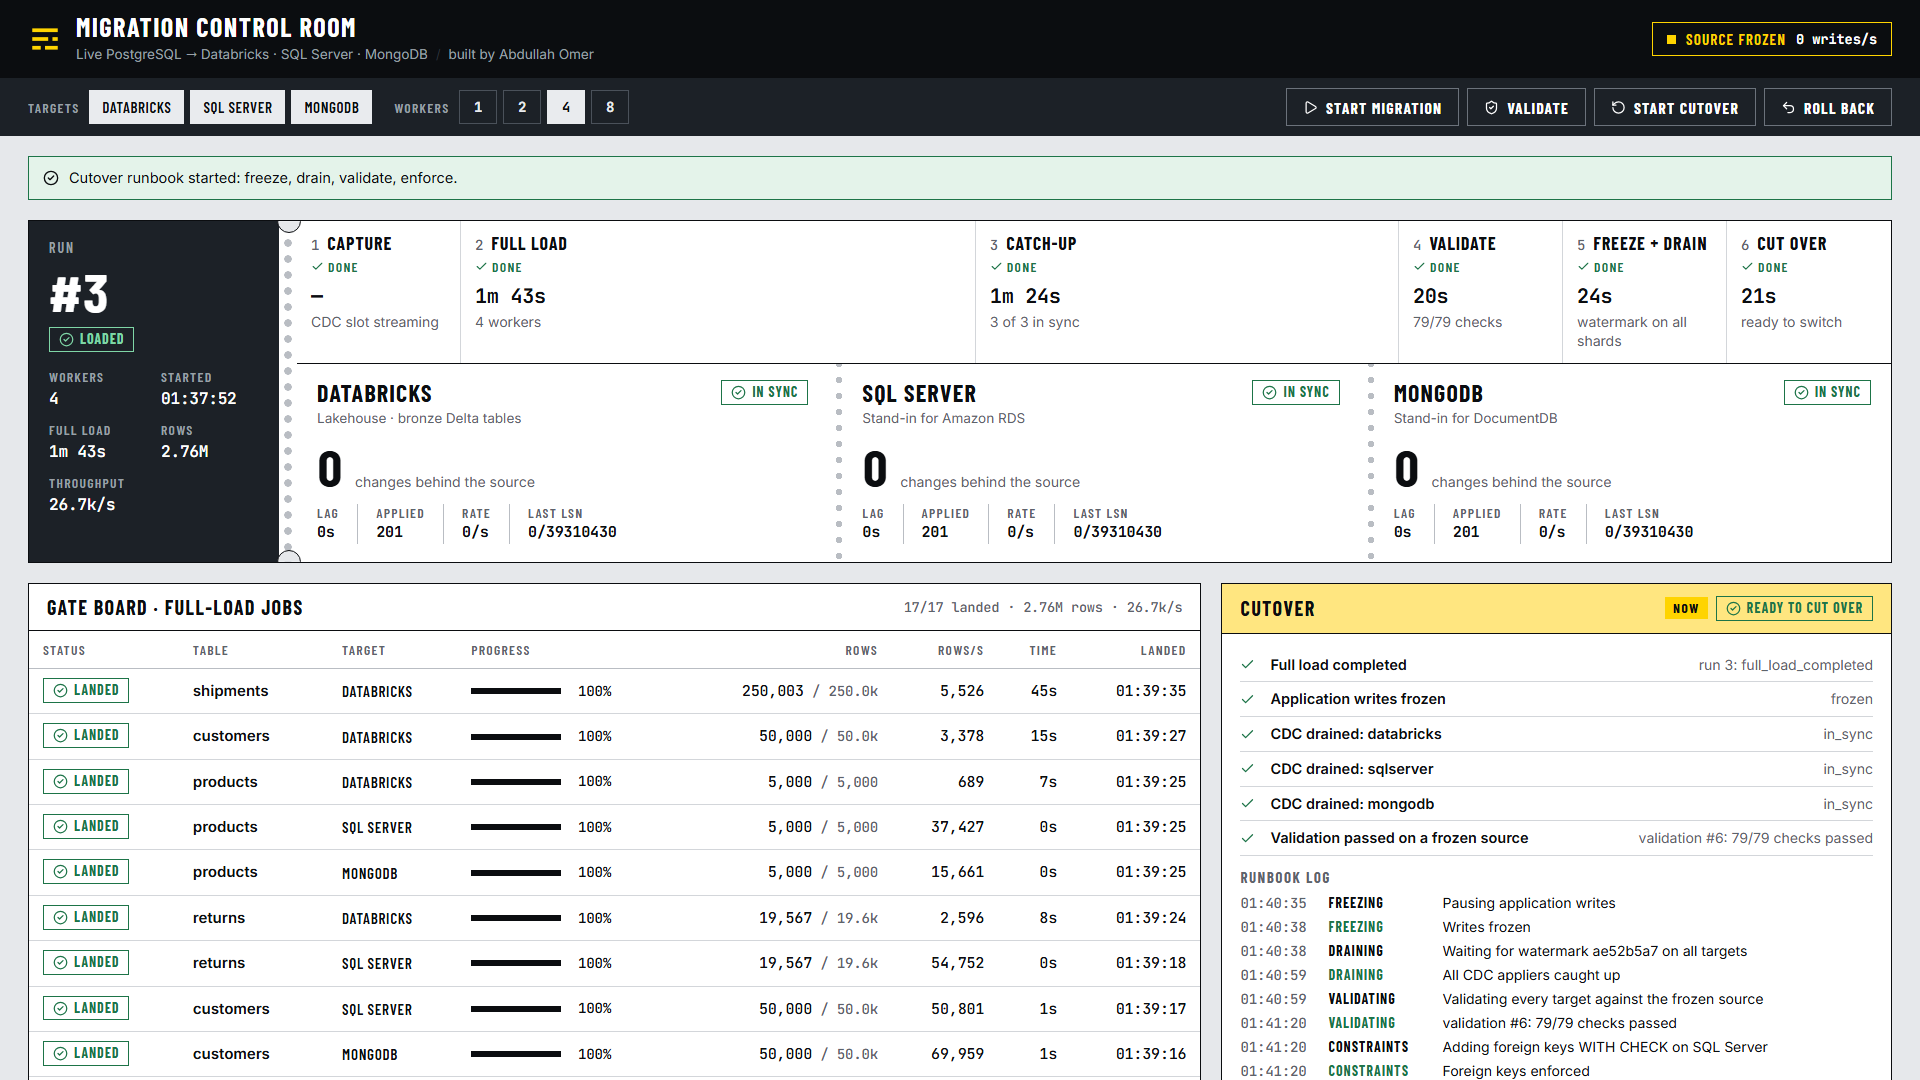 MIGRATION CONTROL ROOM
Live PostgreSQL → Databricks · SQL Server · MongoDB / built by Abdullah Omer
SOURCE FROZEN 0 writes/s
TARGETS DATABRICKS SQL SERVER MONGODB WORKERS 1 2 4 8
START MIGRATION VALIDATE START CUTOVER ROLL BACK
Cutover runbook started: freeze, drain, validate, enforce.
RUN
#3
LOADED
WORKERS STARTED
4 01:37:52
FULL LOAD ROWS
1m 43s 2.76M
THROUGHPUT
26.7k/s
1 CAPTURE
DONE
–
CDC slot streaming
2 FULL LOAD
DONE
1m 43s
4 workers
3 CATCH-UP
DONE
1m 24s
3 of 3 in sync
4 VALIDATE
DONE
20s
79/79 checks
5 FREEZE + DRAIN
DONE
24s
watermark on all
shards
6 CUT OVER
DONE
21s
ready to switch
DATABRICKS IN SYNC
Lakehouse · bronze Delta tables
0 changes behind the source
LAG APPLIED RATE LAST LSN
0s 201 0/s 0/39310430
SQL SERVER IN SYNC
Stand-in for Amazon RDS
0 changes behind the source
LAG APPLIED RATE LAST LSN
0s 201 0/s 0/39310430
MONGODB IN SYNC
Stand-in for DocumentDB
0 changes behind the source
LAG APPLIED RATE LAST LSN
0s 201 0/s 0/39310430
GATE BOARD · FULL-LOAD JOBS 17/17 landed · 2.76M rows · 26.7k/s
STATUS TABLE TARGET PROGRESS ROWS ROWS/S TIME LANDED
LANDED shipments DATABRICKS 100% 250,003 / 250.0k 5,526 45s 01:39:35
LANDED customers DATABRICKS 100% 50,000 / 50.0k 3,378 15s 01:39:27
LANDED products DATABRICKS 100% 5,000 / 5,000 689 7s 01:39:25
LANDED products SQL SERVER 100% 5,000 / 5,000 37,427 0s 01:39:25
LANDED products MONGODB 100% 5,000 / 5,000 15,661 0s 01:39:25
LANDED returns DATABRICKS 100% 19,567 / 19.6k 2,596 8s 01:39:24
LANDED returns SQL SERVER 100% 19,567 / 19.6k 54,752 0s 01:39:18
LANDED customers SQL SERVER 100% 50,000 / 50.0k 50,801 1s 01:39:17
LANDED customers MONGODB 100% 50,000 / 50.0k 69,959 1s 01:39:16
CUTOVER NOW READY TO CUT OVER
Full load completed run 3: full_load_completed
Application writes frozen frozen
CDC drained: databricks in_sync
CDC drained: sqlserver in_sync
CDC drained: mongodb in_sync
Validation passed on a frozen source validation #6: 79/79 checks passed
RUNBOOK LOG
01:40:35 FREEZING Pausing application writes
01:40:38 FREEZING Writes frozen
01:40:38 DRAINING Waiting for watermark ae52b5a7 on all targets
01:40:59 DRAINING All CDC appliers caught up
01:40:59 VALIDATING Validating every target against the frozen source
01:41:20 VALIDATING validation #6: 79/79 checks passed
01:41:20 CONSTRAINTS Adding foreign keys WITH CHECK on SQL Server
01:41:20 CONSTRAINTS Foreign keys enforced